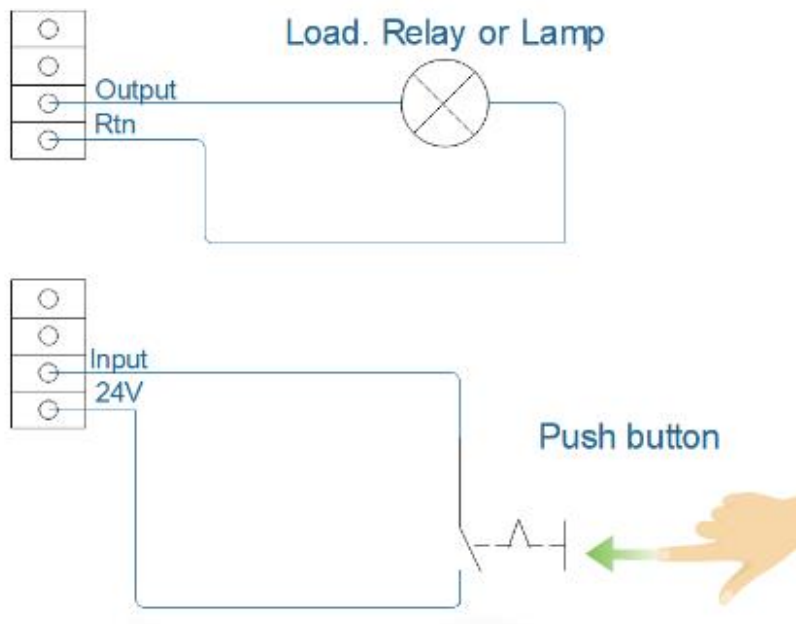 Load. Relay or Lamp
Output
Rtn
Input
24V
Push button